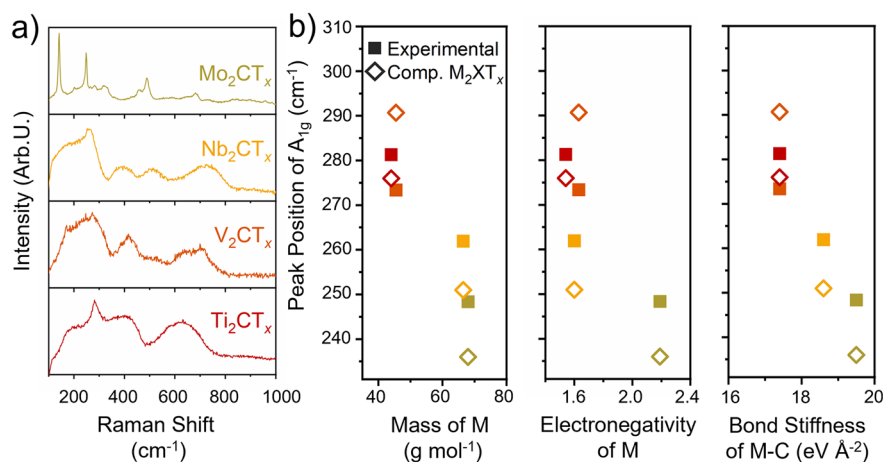 a)
Mo₂CTₓ
Nb₂CTₓ
V₂CTₓ
Ti₂CTₓ
Intensity (Arb.U.)
200 400 600 800 1000
Raman Shift
(cm⁻¹)
b)
Experimental
Comp. M₂XTₓ
Peak Position of A₁g (cm⁻¹)
310
300
290
280
270
260
250
240
40 60 80
Mass of M
(g mol⁻¹)
1.6 2.0 2.4
Electronegativity
of M
16 18 20
Bond Stiffness
of M-C (eV Å⁻²)